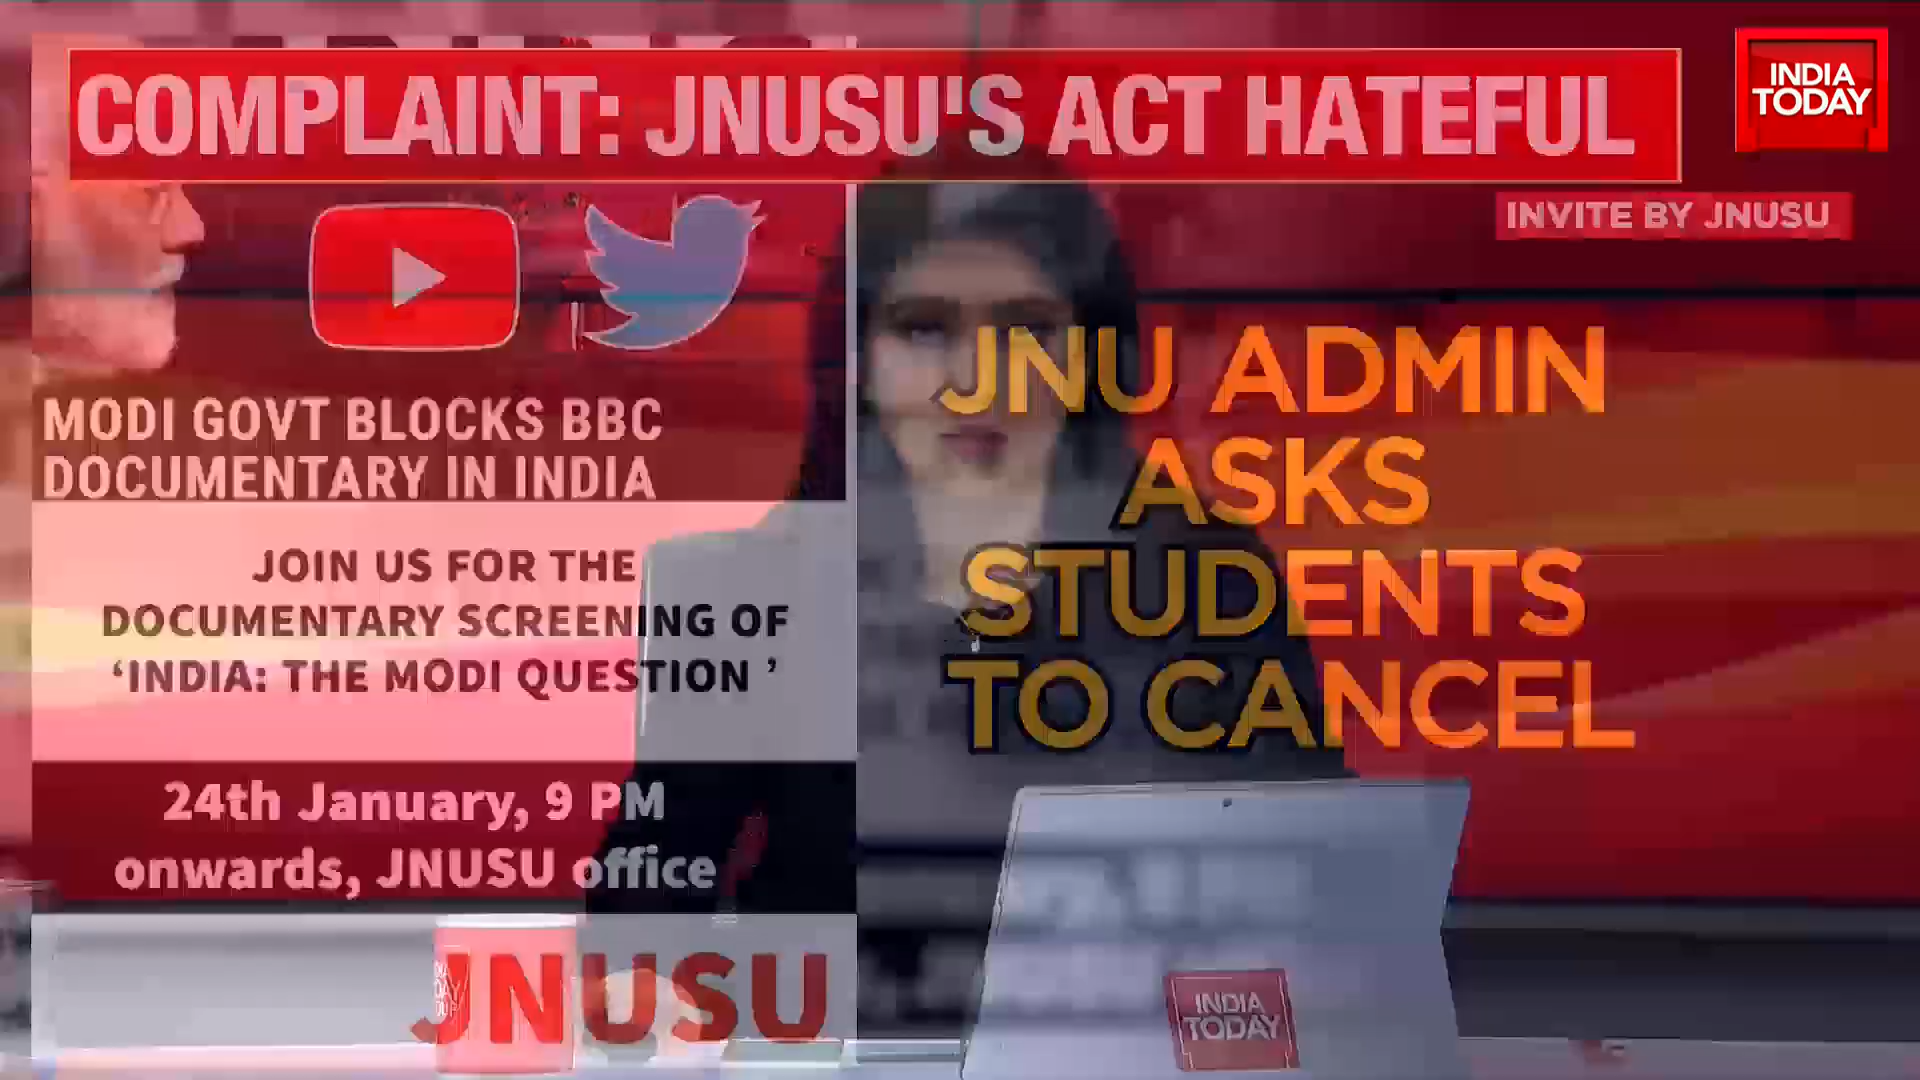 COMPLAINT: JNUSU'S ACT HATEFUL
INDIA
TODAY
INVITE BY JNUSU
MODI GOVT BLOCKS BBC
DOCUMENTARY IN INDIA
JOIN US FOR THE
DOCUMENTARY SCREENING OF
‘INDIA: THE MODI QUESTION ’
24th January, 9 PM
onwards, JNUSU office
JNUSU
JNU ADMIN
ASKS
STUDENTS
TO CANCEL
INDIA
TODAY